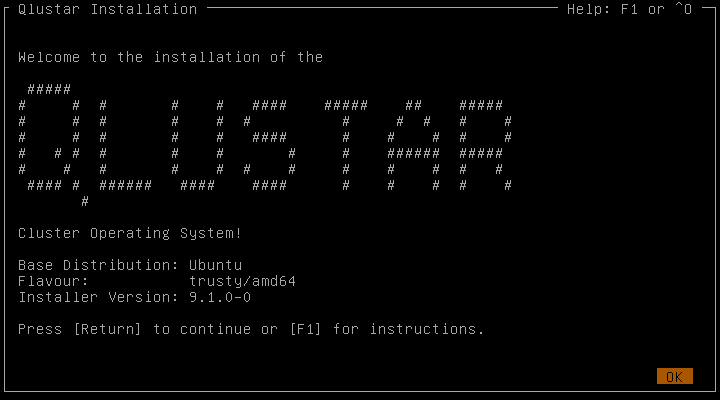 Qlustar Installation
Help: F1 or ^O
Welcome to the installation of the
QLUSTAR
Cluster Operating System!
Base Distribution: Ubuntu
Flavour: trusty/amd64
Installer Version: 9.1.0-0
Press [Return] to continue or [F1] for instructions.
OK